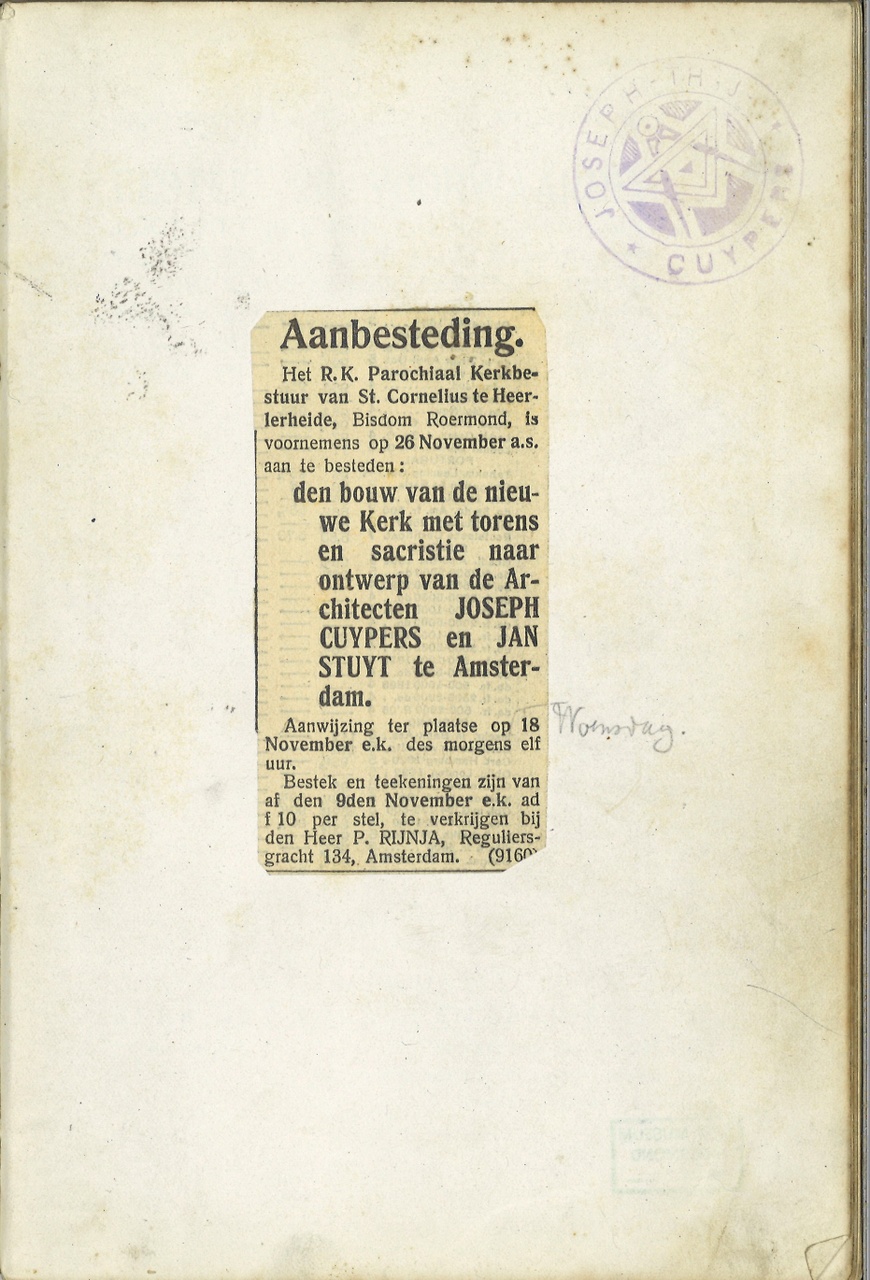 JOSEPH·TH·J·
CUYPERS
Aanbesteding.
Het R.K. Parochiaal Kerkbe-
stuur van St. Cornelius te Heer-
lerheide, Bisdom Roermond, is
voornemens op 26 November a.s.
aan te besteden:
den bouw van de nieu-
we Kerk met torens
en sacristie naar
ontwerp van de Ar-
chitecten JOSEPH
CUYPERS en JAN
STUYT te Amster-
dam.
Aanwijzing ter plaatse op 18
Woensdag.
November e.k. des morgens elf
uur.
Bestek en teekeningen zijn van
af den 9den November e.k. ad
f 10 per stel, te verkrijgen bij
den Heer P. RIJNJA, Reguliers-
gracht 134, Amsterdam. (9160)